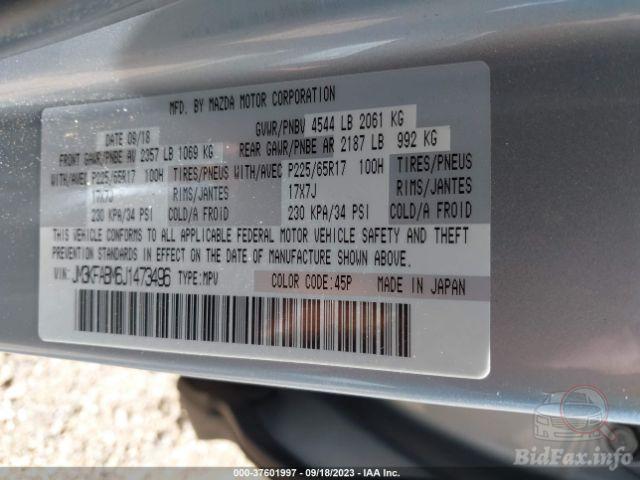 MFD. BY MAZDA MOTOR CORPORATION
DATE 09/18 GVWR/PNBV 4544 LB 2061 KG
FRONT GAWR/PNBE AV 2357 LB 1069 KG REAR GAWR/PNBE AR 2187 LB 992 KG
WITH/AVEC P225/65R17 100H TIRES/PNEUS WITH/AVEC P225/65R17 100H TIRES/PNEUS
17X7J RIMS/JANTES 17X7J RIMS/JANTES
230 KPA/34 PSI COLD/A FROID 230 KPA/34 PSI COLD/A FROID
THIS VEHICLE CONFORMS TO ALL APPLICABLE FEDERAL MOTOR VEHICLE SAFETY AND THEFT
PREVENTION STANDARDS IN EFFECT ON THE DATE OF MANUFACTURE SHOWN ABOVE.
VIN: JM3KFABM6J1473496 TYPE: MPV COLOR CODE:45P MADE IN JAPAN
000-37601997 - 09/18/2023 - IAA Inc.
BidFax.info